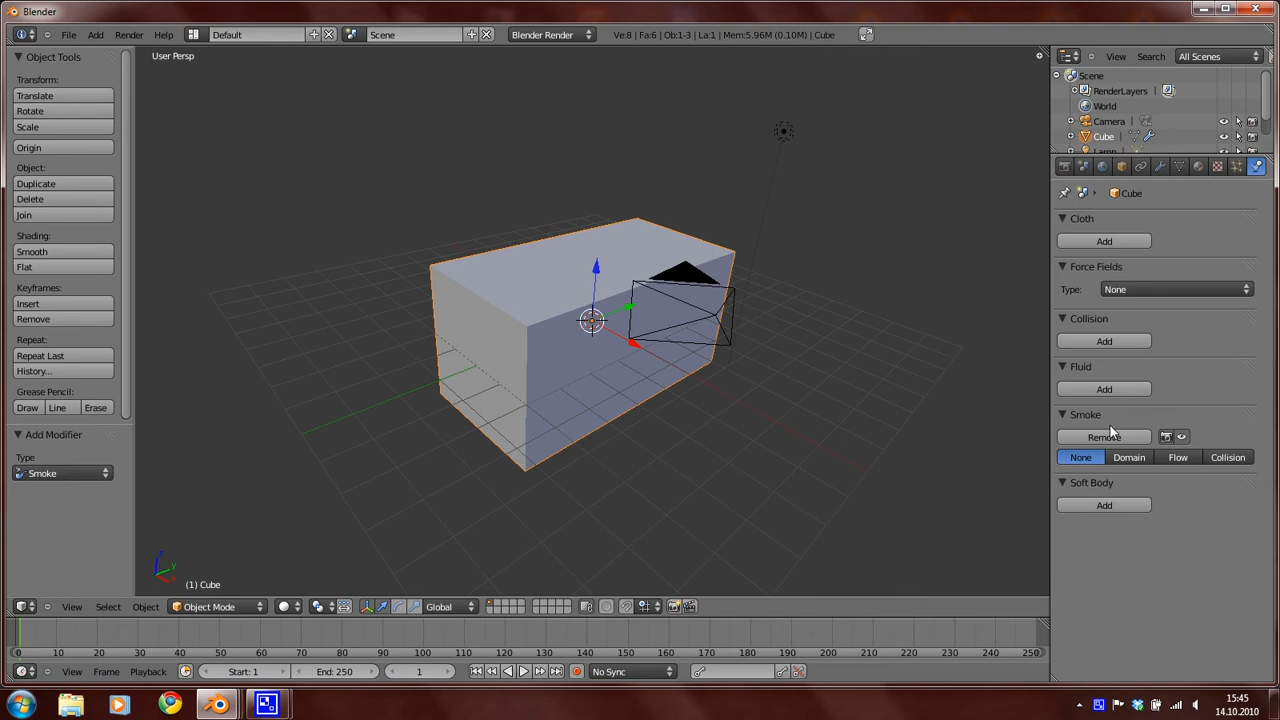 Blender
File Add Render Help Default Scene Blender Render Ve:8 | Fa:6 | Ob:1-3 | La:1 | Mem:5.96M (0.10M) | Cube
Object Tools
Transform:
Translate
Rotate
Scale
Origin
Object:
Duplicate
Delete
Join
Shading:
Smooth
Flat
Keyframes:
Insert
Remove
Repeat:
Repeat Last
History...
Grease Pencil:
Draw Line Erase
Add Modifier
Type
Smoke
User Persp
(1) Cube
View Search All Scenes
Scene
RenderLayers
World
Camera
Cube
Lamp
Cube
Cloth
Add
Force Fields
Type: None
Collision
Add
Fluid
Add
Smoke
Remove
None Domain Flow Collision
Soft Body
Add
View Select Object Object Mode Global
0 10 20 30 40 50 60 70 80 90 100 110 120 130 140 150 160 170 180 190 200 210 220 230 240 250
View Frame Playback Start: 1 End: 250 1 No Sync
15:45
14.10.2010